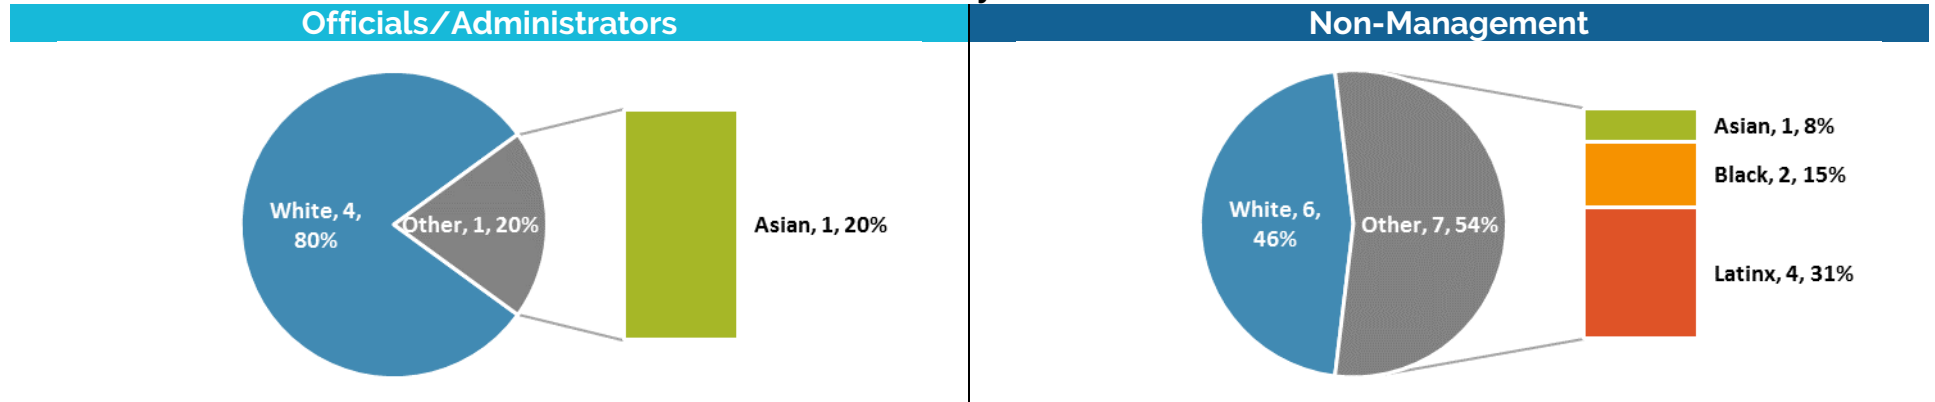 Officials/Administrators
Non-Management
White, 4,
80%
Other, 1, 20%
Asian, 1, 20%
White, 6,
46%
Other, 7, 54%
Asian, 1, 8%
Black, 2, 15%
Latinx, 4, 31%